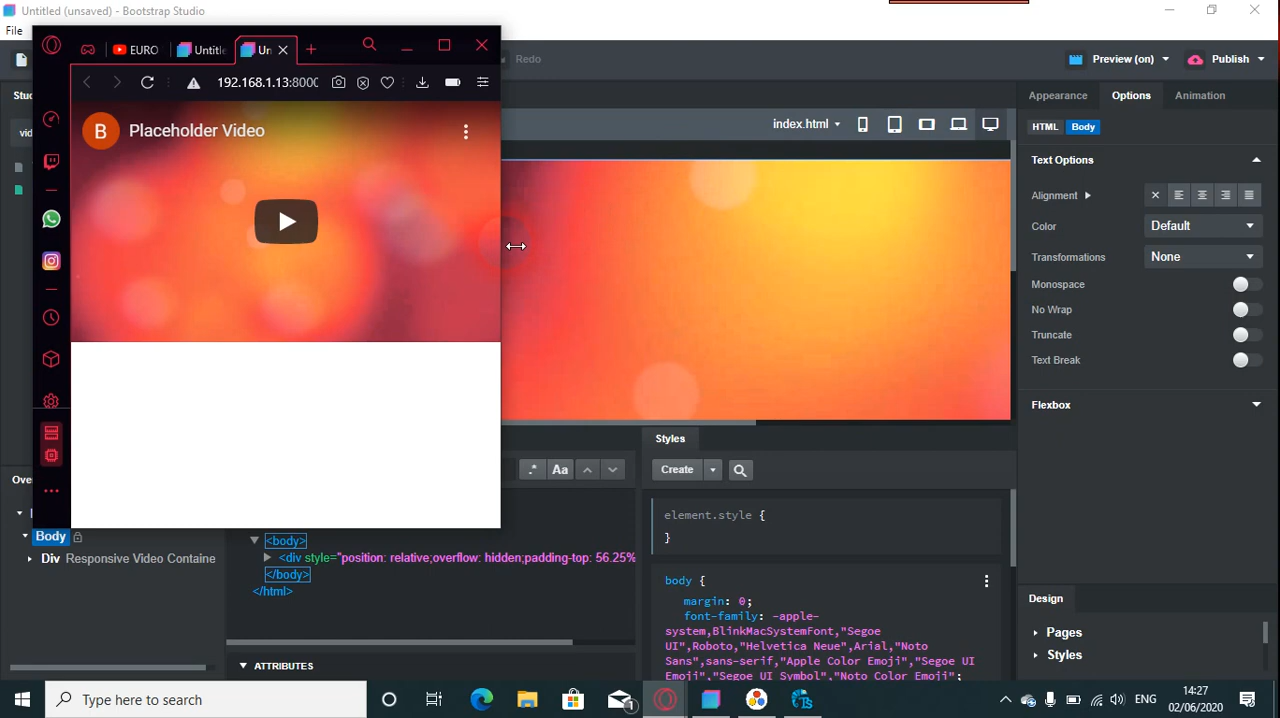 Untitled (unsaved) - Bootstrap Studio
File
EURO
Untitle
Un
Redo
Preview (on)
Publish
192.168.1.13:8000
B Placeholder Video
index.html
Appearance
Options
Animation
HTML
Body
Text Options
Alignment
Color
Default
Transformations
None
Monospace
No Wrap
Truncate
Text Break
Flexbox
Styles
.*
Aa
Create
element.style {
}
Body
Div Responsive Video Containe
<body>
<div style="position: relative;overflow: hidden;padding-top: 56.25%
</body>
</html>
ATTRIBUTES
body {
margin: 0;
font-family: -apple-
system,BlinkMacSystemFont,"Segoe
UI",Roboto,"Helvetica Neue",Arial,"Noto
Sans",sans-serif,"Apple Color Emoji","Segoe UI
Emoji","Segoe UI Symbol","Noto Color Emoji";
Design
Pages
Styles
Type here to search
1
ENG
14:27
02/06/2020